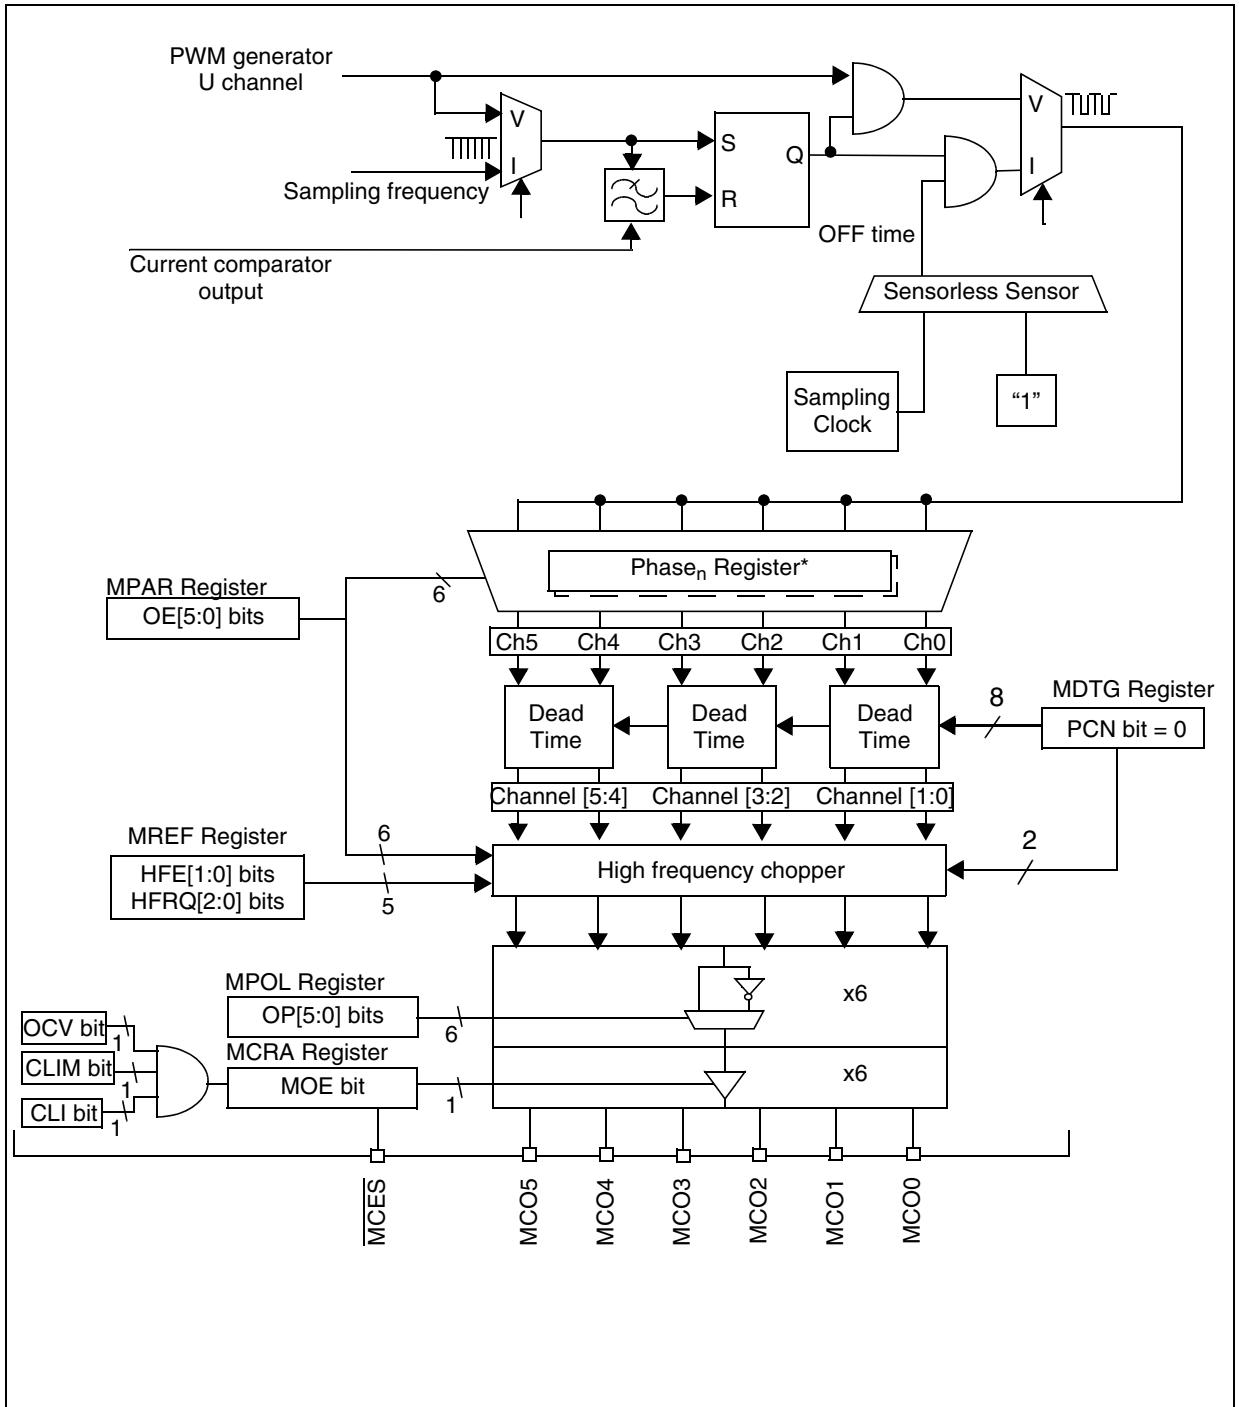 PWM generator
U channel
V
I
Sampling frequency
Current comparator
output
S
R
Q
V
I
OFF time
Sensorless Sensor
Sampling
Clock
“1”
Phasen Register*
MPAR Register
OE[5:0] bits
6
Ch5 Ch4 Ch3 Ch2 Ch1 Ch0
Dead
Time
Dead
Time
Dead
Time
8
MDTG Register
PCN bit = 0
Channel [5:4] Channel [3:2] Channel [1:0]
MREF Register
HFE[1:0] bits
HFRQ[2:0] bits
6
5
High frequency chopper
2
MPOL Register
OP[5:0] bits
6
x6
OCV bit
1
CLIM bit
1
CLI bit
1
MCRA Register
MOE bit
1
x6
MCES
MCO5
MCO4
MCO3
MCO2
MCO1
MCO0